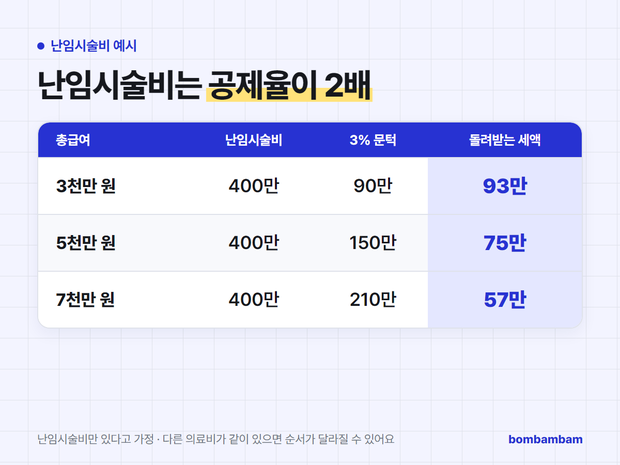 난임시술비 예시
난임시술비는 공제율이 2배
총급여 난임시술비 3% 문턱 돌려받는 세액
3천만 원 400만 90만 93만
5천만 원 400만 150만 75만
7천만 원 400만 210만 57만
난임시술비만 있다고 가정 · 다른 의료비가 같이 있으면 순서가 달라질 수 있어요 bombambam